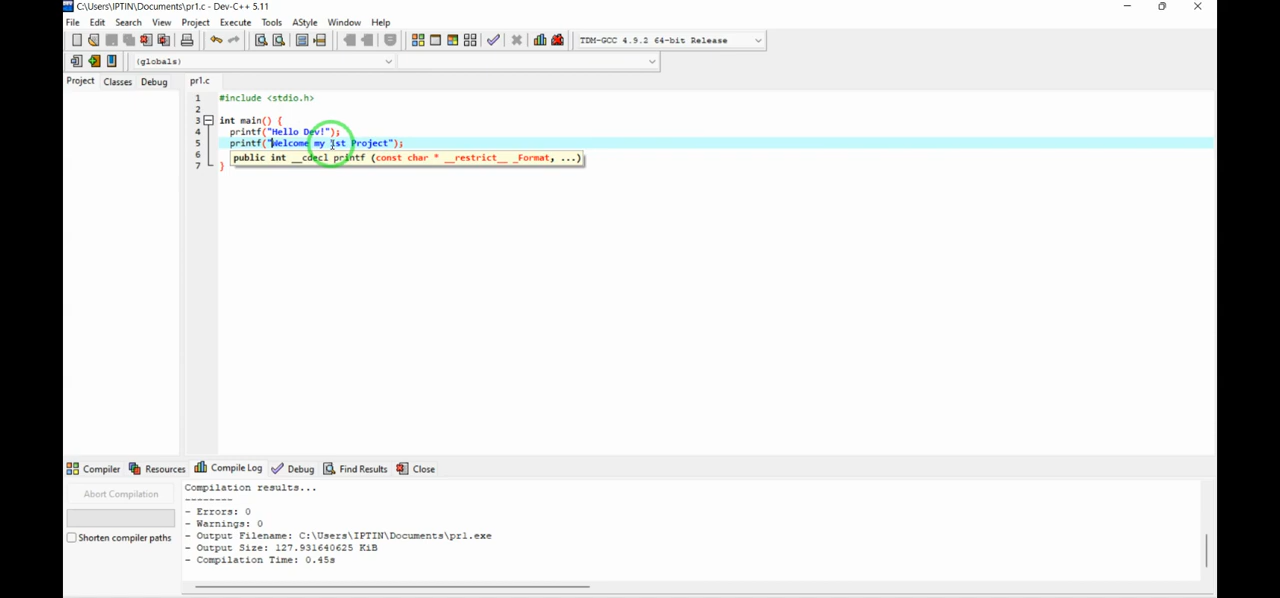 C:\Users\IPTIN\Documents\pr1.c - Dev-C++ 5.11
File Edit Search View Project Execute Tools AStyle Window Help
TDM-GCC 4.9.2 64-bit Release
(globals)
Project Classes Debug pr1.c
1 #include <stdio.h>
2
3 int main() {
4 printf("Hello Dev!");
5 printf("Welcome my 1st Project");
public int __cdecl printf (const char * __restrict__ _Format, ...)
6
7 }
Compiler Resources Compile Log Debug Find Results Close
Abort Compilation
Shorten compiler paths
Compilation results...
--------
- Errors: 0
- Warnings: 0
- Output Filename: C:\Users\IPTIN\Documents\pr1.exe
- Output Size: 127.931640625 KiB
- Compilation Time: 0.45s